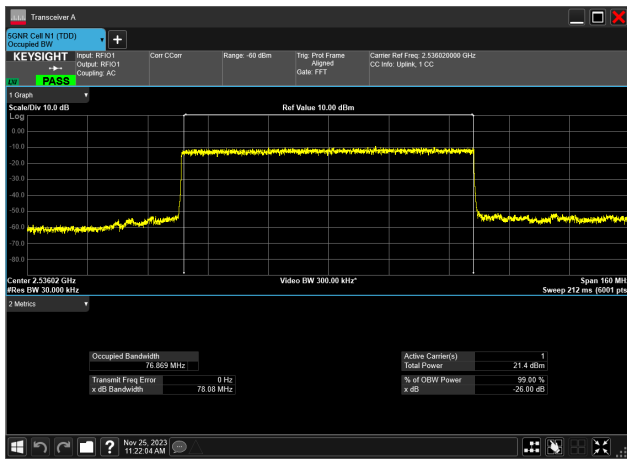 Transceiver A
5GNR Cell N1 (TDD)
Occupied BW
KEYSIGHT
Input: RFIO1
Output: RFIO1
Coupling: AC
Corr CCorr
Range: -60 dBm
Trig: Prot Frame
Aligned
Gate: FFT
Carrier Ref Freq: 2.536020000 GHz
CC Info: Uplink, 1 CC
PASS
1 Graph
Scale/Div 10.0 dB
Ref Value 10.00 dBm
Log
0.00
-10.0
-20.0
-30.0
-40.0
-50.0
-60.0
-70.0
-80.0
Center 2.53602 GHz
Video BW 300.00 kHz*
Span 160 MH
#Res BW 30.000 kHz
Sweep 212 ms (6001 pts
2 Metrics
Occupied Bandwidth
76.869 MHz
Transmit Freq Error 0 Hz
x dB Bandwidth 78.08 MHz
Active Carrier(s) 1
Total Power 21.4 dBm
% of OBW Power 99.00 %
x dB -26.00 dB
Nov 25, 2023
11:22:04 AM